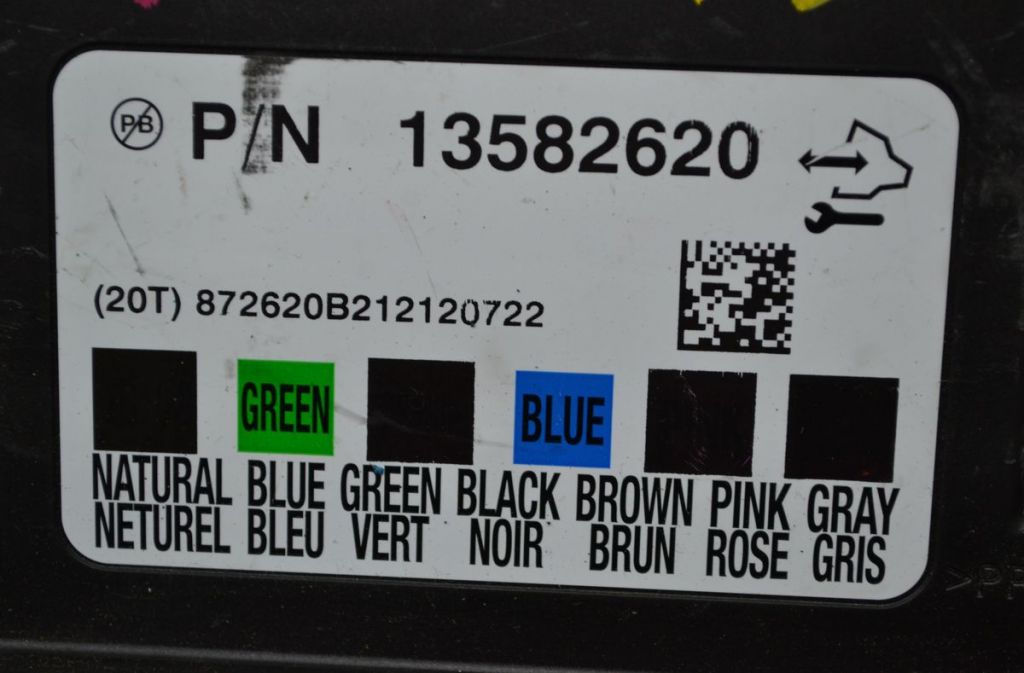 PB P/N 13582620
(20T) 872620B212120722
GREEN BLUE
NATURAL BLUE GREEN BLACK BROWN PINK GRAY
NETUREL BLEU VERT NOIR BRUN ROSE GRIS